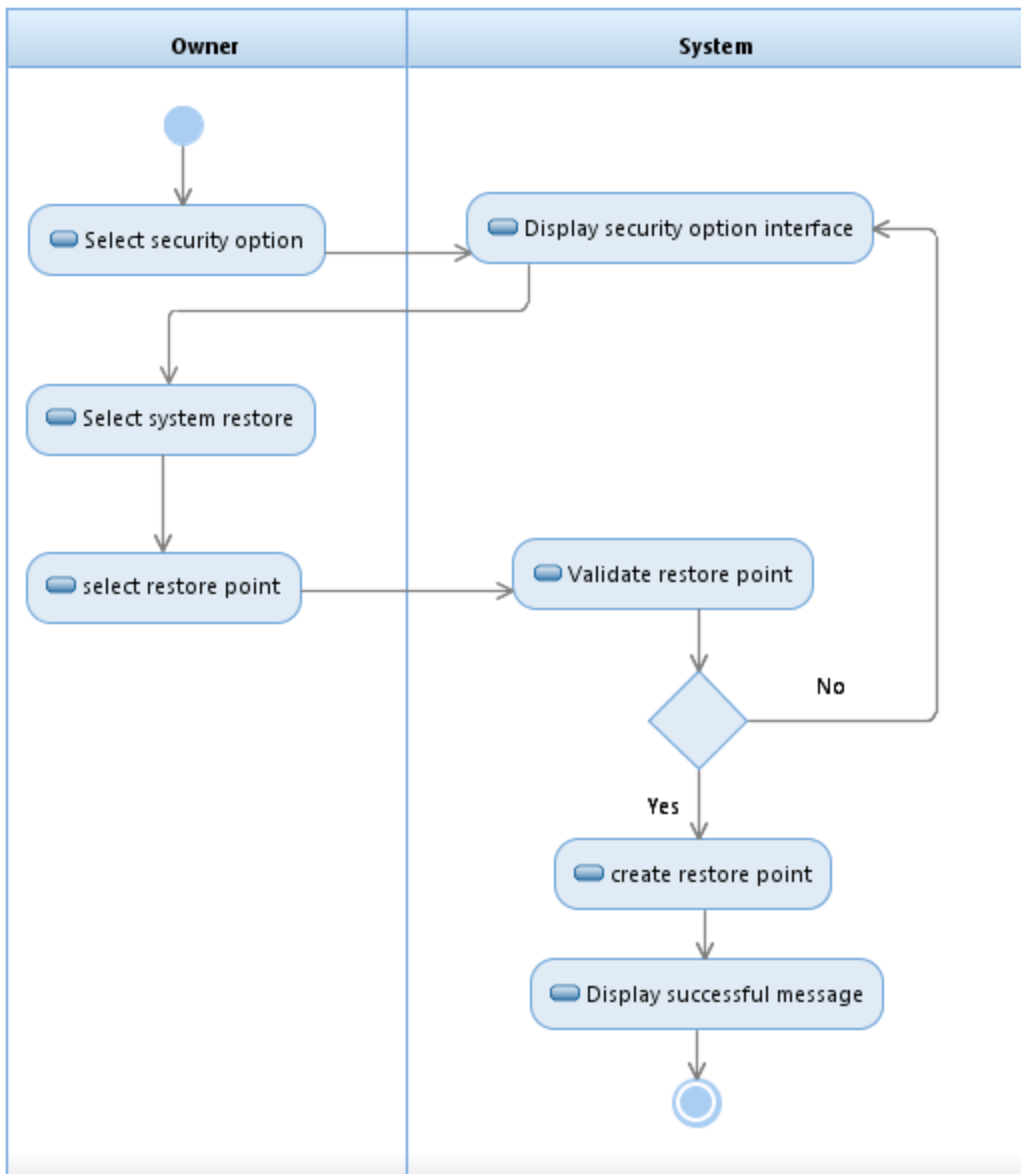 Owner
System
Select security option
Display security option interface
Select system restore
select restore point
Validate restore point
No
Yes
create restore point
Display successful message